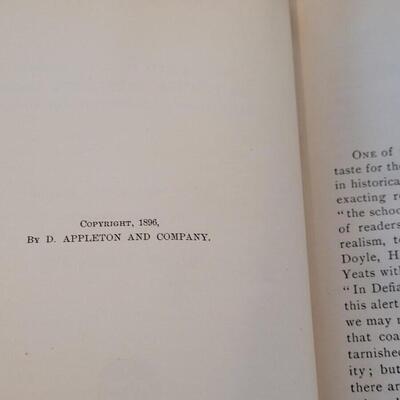 COPYRIGHT, 1896,
BY D. APPLETON AND COMPANY.
ONE of
taste for the
in historica
exacting re
"the schoo
of readers
realism, to
Doyle, H
Yeats with
"In Defia
this alert
we may r
that coa
tarnished
ity; but
there ar